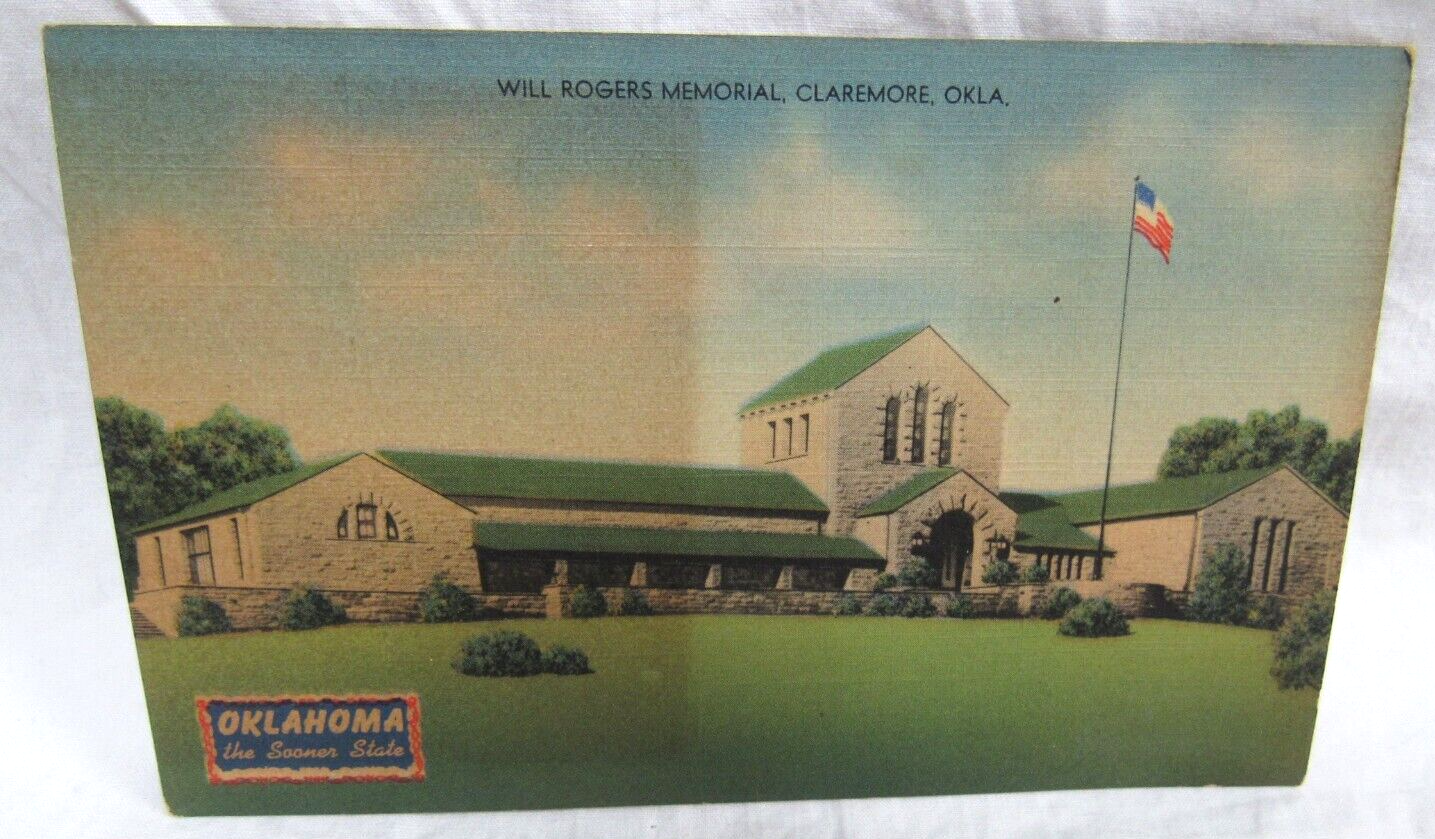 WILL ROGERS MEMORIAL, CLAREMORE, OKLA.
OKLAHOMA
the Sooner State